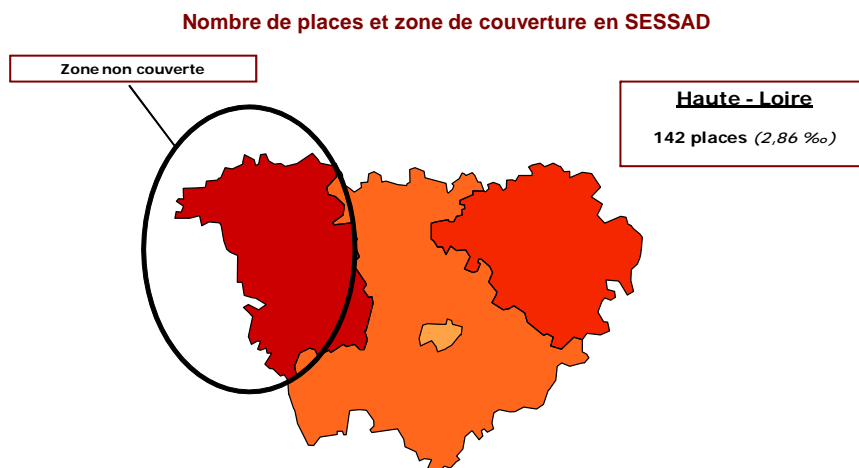 Nombre de places et zone de couverture en SESSAD
Zone non couverte
Haute - Loire
142 places (2,86 ‰)